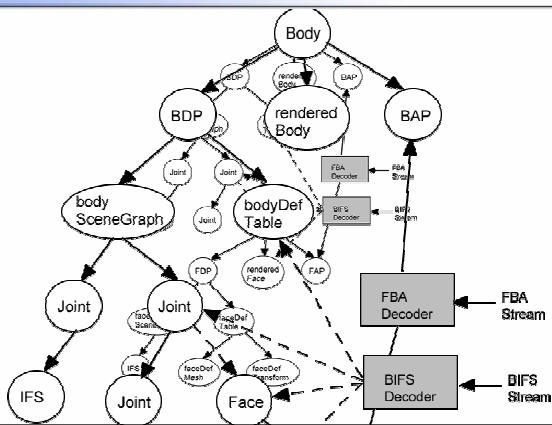 Body
BDP
rendered
Body
BAP
BDP
rendered
Body
BAP
Joint
Joint
Joint
FBA
Decoder
FBA
Stream
BIFS
Decoder
BIFS
Stream
body
SceneGraph
bodyDef
Table
FDP
rendered
Face
FAP
Joint
Joint
faceDef
Table
IFS
faceDef
Mesh
faceDef
Transform
FBA
Decoder
FBA
Stream
IFS
Joint
Face
BIFS
Decoder
BIFS
Stream